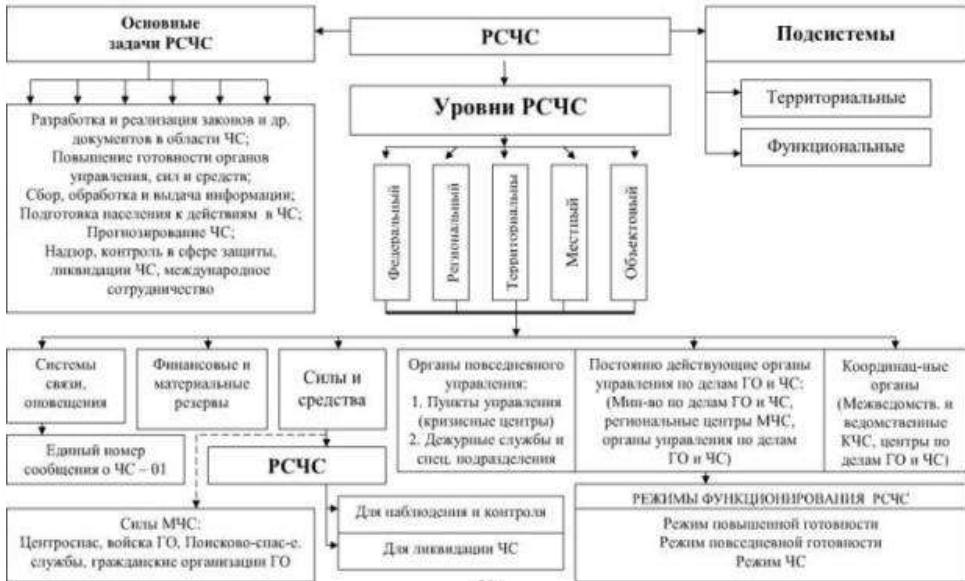 Основные
задачи РСЧС
РСЧС
Подсистемы
Территориальные
Функциональные
Уровни РСЧС
Разработка и реализация законов и др.
документов в области ЧС;
Повышение готовности органов
управления, сил и средств;
Сбор, обработка и выдача информации;
Подготовка населения к действиям в ЧС;
Прогнозирование ЧС;
Надзор, контроль в сфере защиты,
ликвидации ЧС, международное
сотрудничество
Федеральный
Региональный
Территориальны
Местный
Объектовый
Системы
связи,
оповещения
Финансовые и
материальные
резервы
Силы и
средства
Органы повседневного
управления:
1. Пункты управления
(кризисные центры)
2. Дежурные службы и
спец. подразделения
Постоянно действующие органы
управления по делам ГО и ЧС:
(Мин-во по делам ГО и ЧС,
региональные центры МЧС,
органы управления по делам
ГО и ЧС)
Координац-ные
органы
(Межведомств. и
ведомственные
КЧС, центры по
делам ГО и ЧС)
Единый номер
сообщения о ЧС – 01
РСЧС
Силы МЧС:
Центроспас, войска ГО, Поисково-спас-е.
службы, гражданские организации ГО
Для наблюдения и контроля
Для ликвидации ЧС
РЕЖИМЫ ФУНКЦИОНИРОВАНИЯ РСЧС
Режим повышенной готовности
Режим повседневной готовности
Режим ЧС